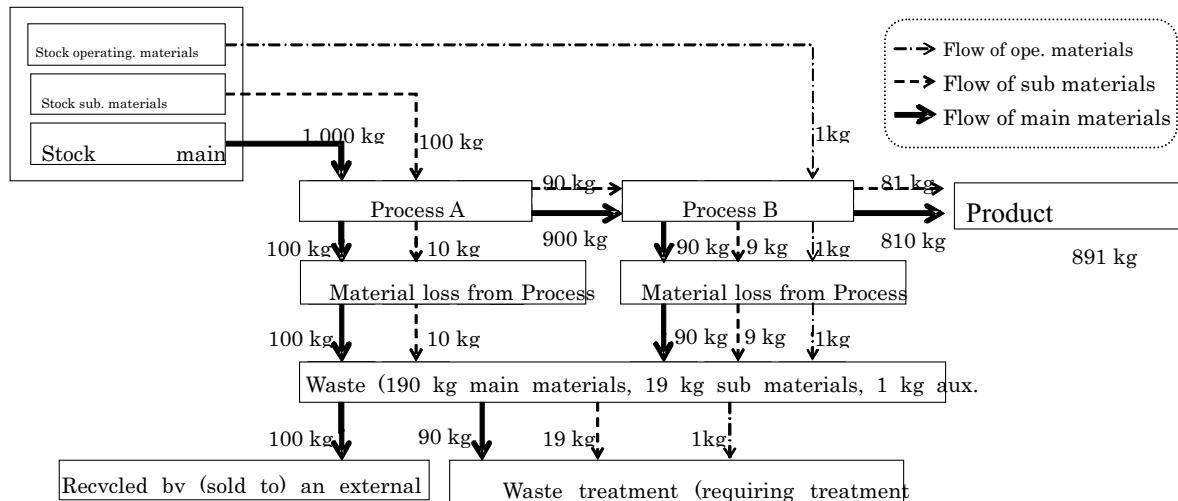 Stock operating. materials
Stock sub. materials
Stock main
Flow of ope. materials
Flow of sub materials
Flow of main materials
1,000 kg
100 kg
1kg
Process A
90 kg
900 kg
Process B
81 kg
810 kg
Product
891 kg
100 kg
10 kg
90 kg
9 kg
1kg
Material loss from Process
Material loss from Process
100 kg
10 kg
90 kg
9 kg
1kg
Waste (190 kg main materials, 19 kg sub materials, 1 kg aux.
100 kg
90 kg
19 kg
1kg
Recycled by (sold to) an external
Waste treatment (requiring treatment